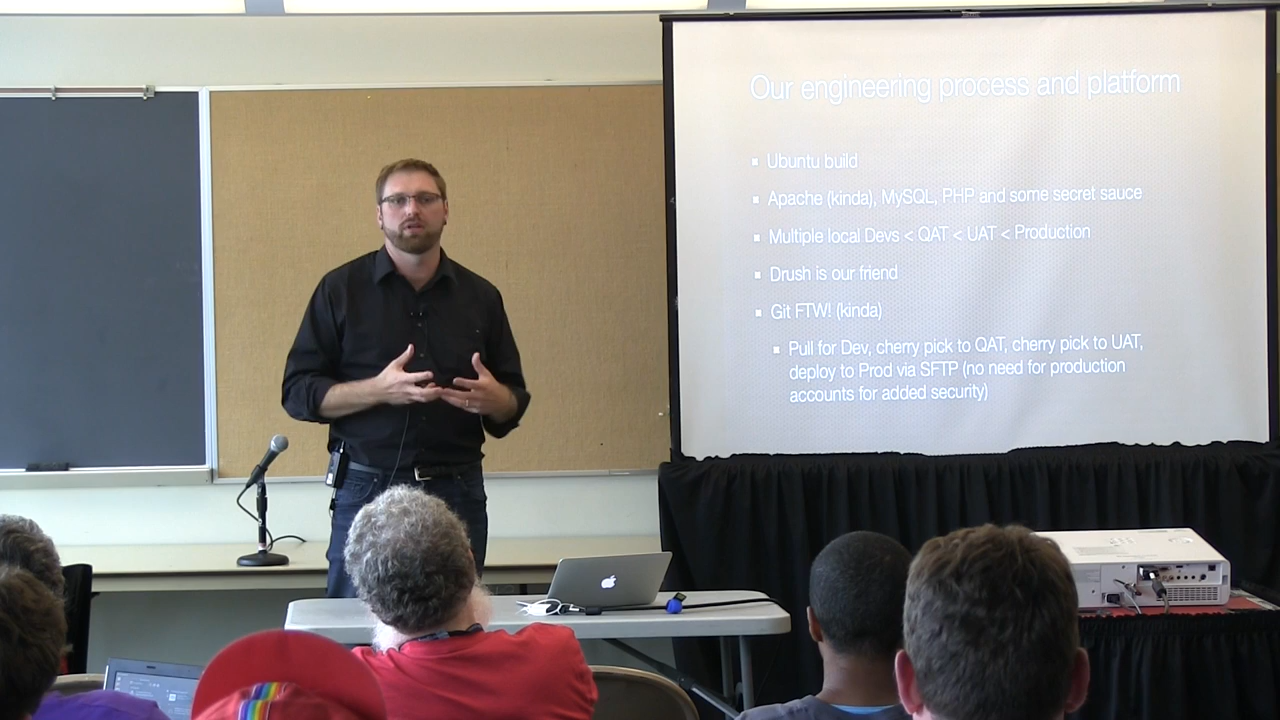 Our engineering process and platform
Ubuntu build
Apache (kinda), MySQL, PHP and some secret sauce
Multiple local Devs < QAT < UAT < Production
Drush is our friend
Git FTW! (kinda)
Pull for Dev, cherry pick to QAT, cherry pick to UAT,
deploy to Prod via SFTP (no need for production
accounts for added security)